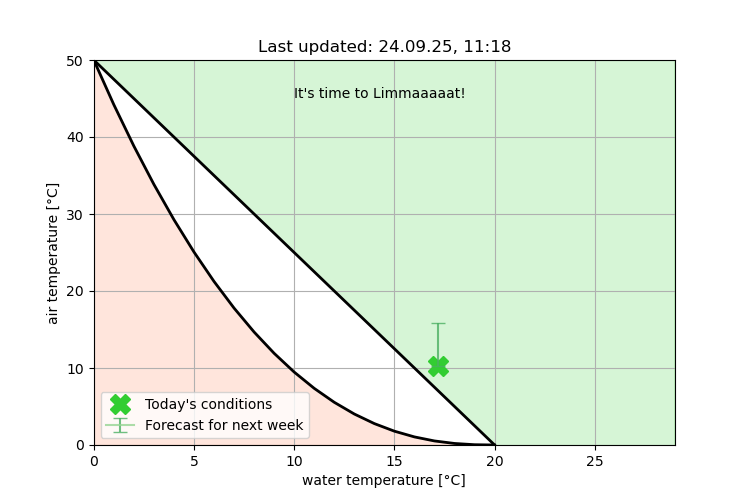 Last updated: 24.09.25, 11:18
50
It's time to Limmaaaaat!
40
30
air temperature [°C]
20
10
Today's conditions
Forecast for next week
0
0 5 10 15 20 25
water temperature [°C]